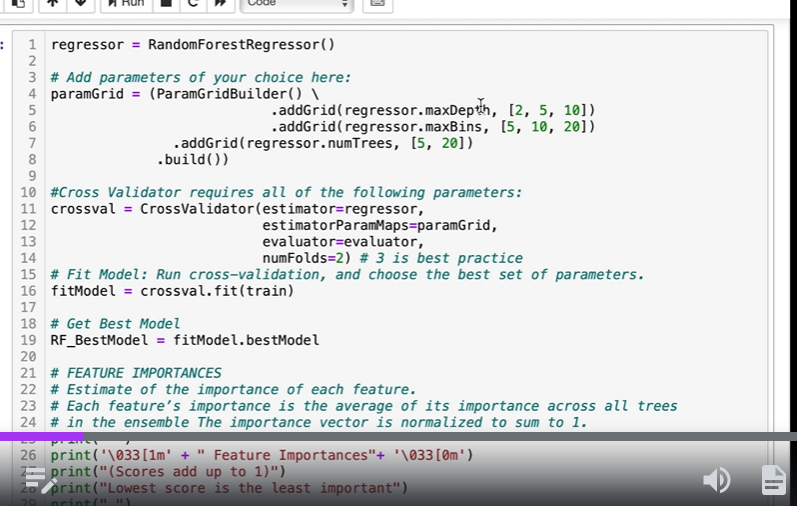 Run
Code
1 regressor = RandomForestRegressor()
2
3 # Add parameters of your choice here:
4 paramGrid = (ParamGridBuilder() \
5 .addGrid(regressor.maxDepth, [2, 5, 10])
6 .addGrid(regressor.maxBins, [5, 10, 20])
7 .addGrid(regressor.numTrees, [5, 20])
8 .build())
9
10 #Cross Validator requires all of the following parameters:
11 crossval = CrossValidator(estimator=regressor,
12 estimatorParamMaps=paramGrid,
13 evaluator=evaluator,
14 numFolds=2) # 3 is best practice
15 # Fit Model: Run cross-validation, and choose the best set of parameters.
16 fitModel = crossval.fit(train)
17
18 # Get Best Model
19 RF_BestModel = fitModel.bestModel
20
21 # FEATURE IMPORTANCES
22 # Estimate of the importance of each feature.
23 # Each feature’s importance is the average of its importance across all trees
24 # in the ensemble The importance vector is normalized to sum to 1.
25 print(" ")
26 print('\033[1m' + " Feature Importances"+ '\033[0m')
27 print("(Scores add up to 1)")
28 print("Lowest score is the least important")
29 print(" ")